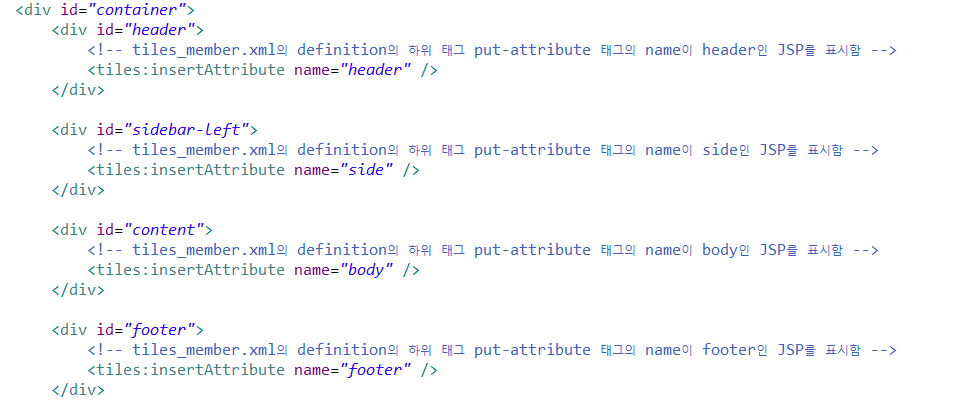 <div id="container">
<div id="header">
<!-- tiles_member.xml의 definition의 하위 태그 put-attribute 태그의 name이 header인 JSP를 표시함 -->
<tiles:insertAttribute name="header" />
</div>
<div id="sidebar-left">
<!-- tiles_member.xml의 definition의 하위 태그 put-attribute 태그의 name이 side인 JSP를 표시함 -->
<tiles:insertAttribute name="side" />
</div>
<div id="content">
<!-- tiles_member.xml의 definition의 하위 태그 put-attribute 태그의 name이 body인 JSP를 표시함 -->
<tiles:insertAttribute name="body" />
</div>
<div id="footer">
<!-- tiles_member.xml의 definition의 하위 태그 put-attribute 태그의 name이 footer인 JSP를 표시함 -->
<tiles:insertAttribute name="footer" />
</div>